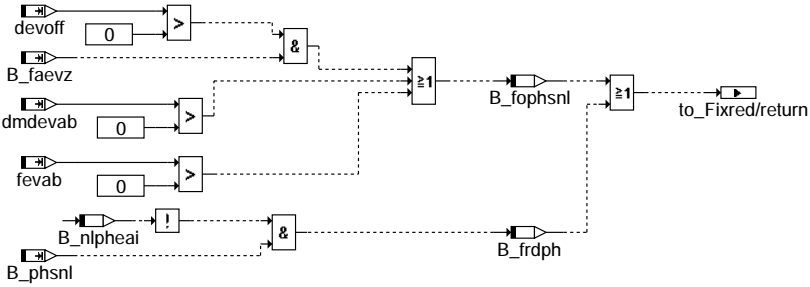 devoff
0
>
&
B_faevz
≥1
B_fophsnl
≥1
to_Fixred/return
dmdevab
0
>
fevab
0
>
B_nlpheai
!
&
B_frdph
B_phsnl